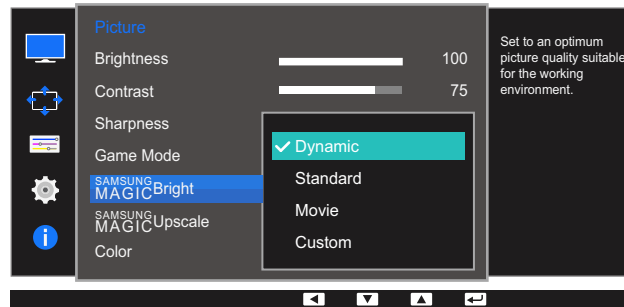 Picture
Brightness 100
Contrast 75
Sharpness
Game Mode
SAMSUNG
MAGICBright
SAMSUNG
MAGICUpscale
Color
Dynamic
Standard
Movie
Custom
Set to an optimum
picture quality suitable
for the working
environment.